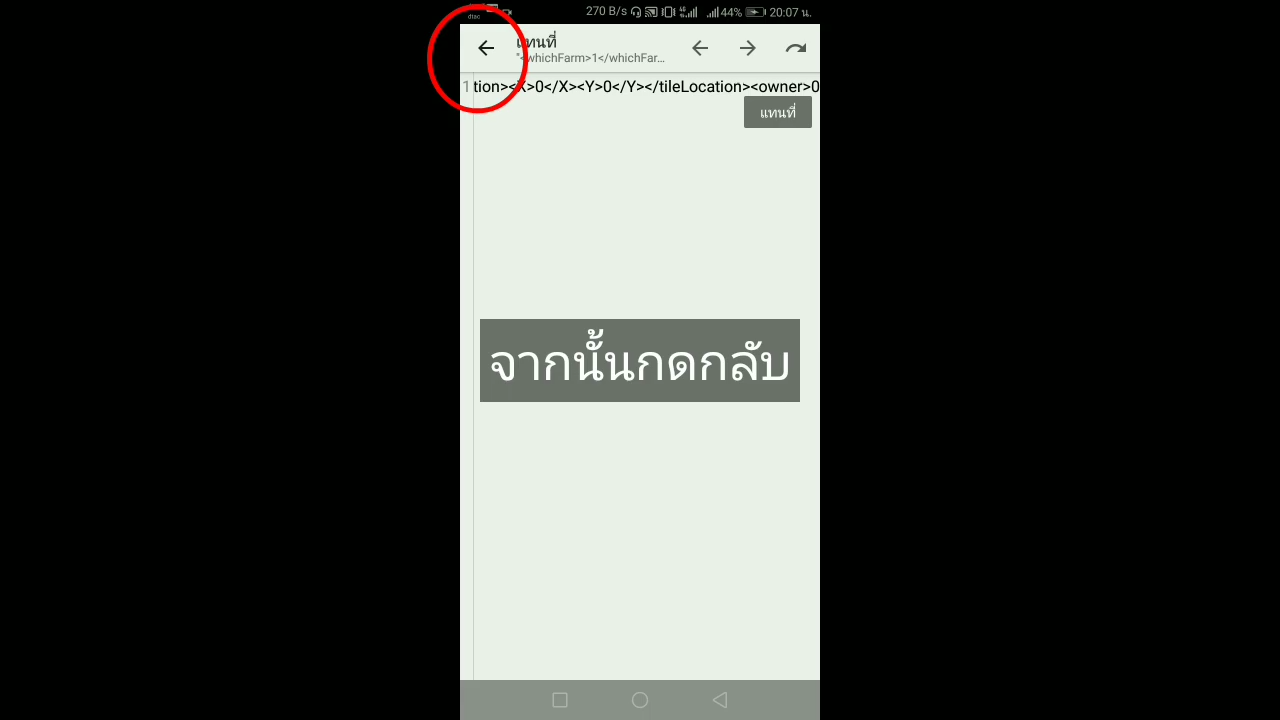 dtac 270 B/s 44% 20:07 น.
แทนที่
"<whichFarm>1</whichFar...
1 tion><X>0</X><Y>0</Y></tileLocation><owner>0
แทนที่
จากนั้นกดกลับ